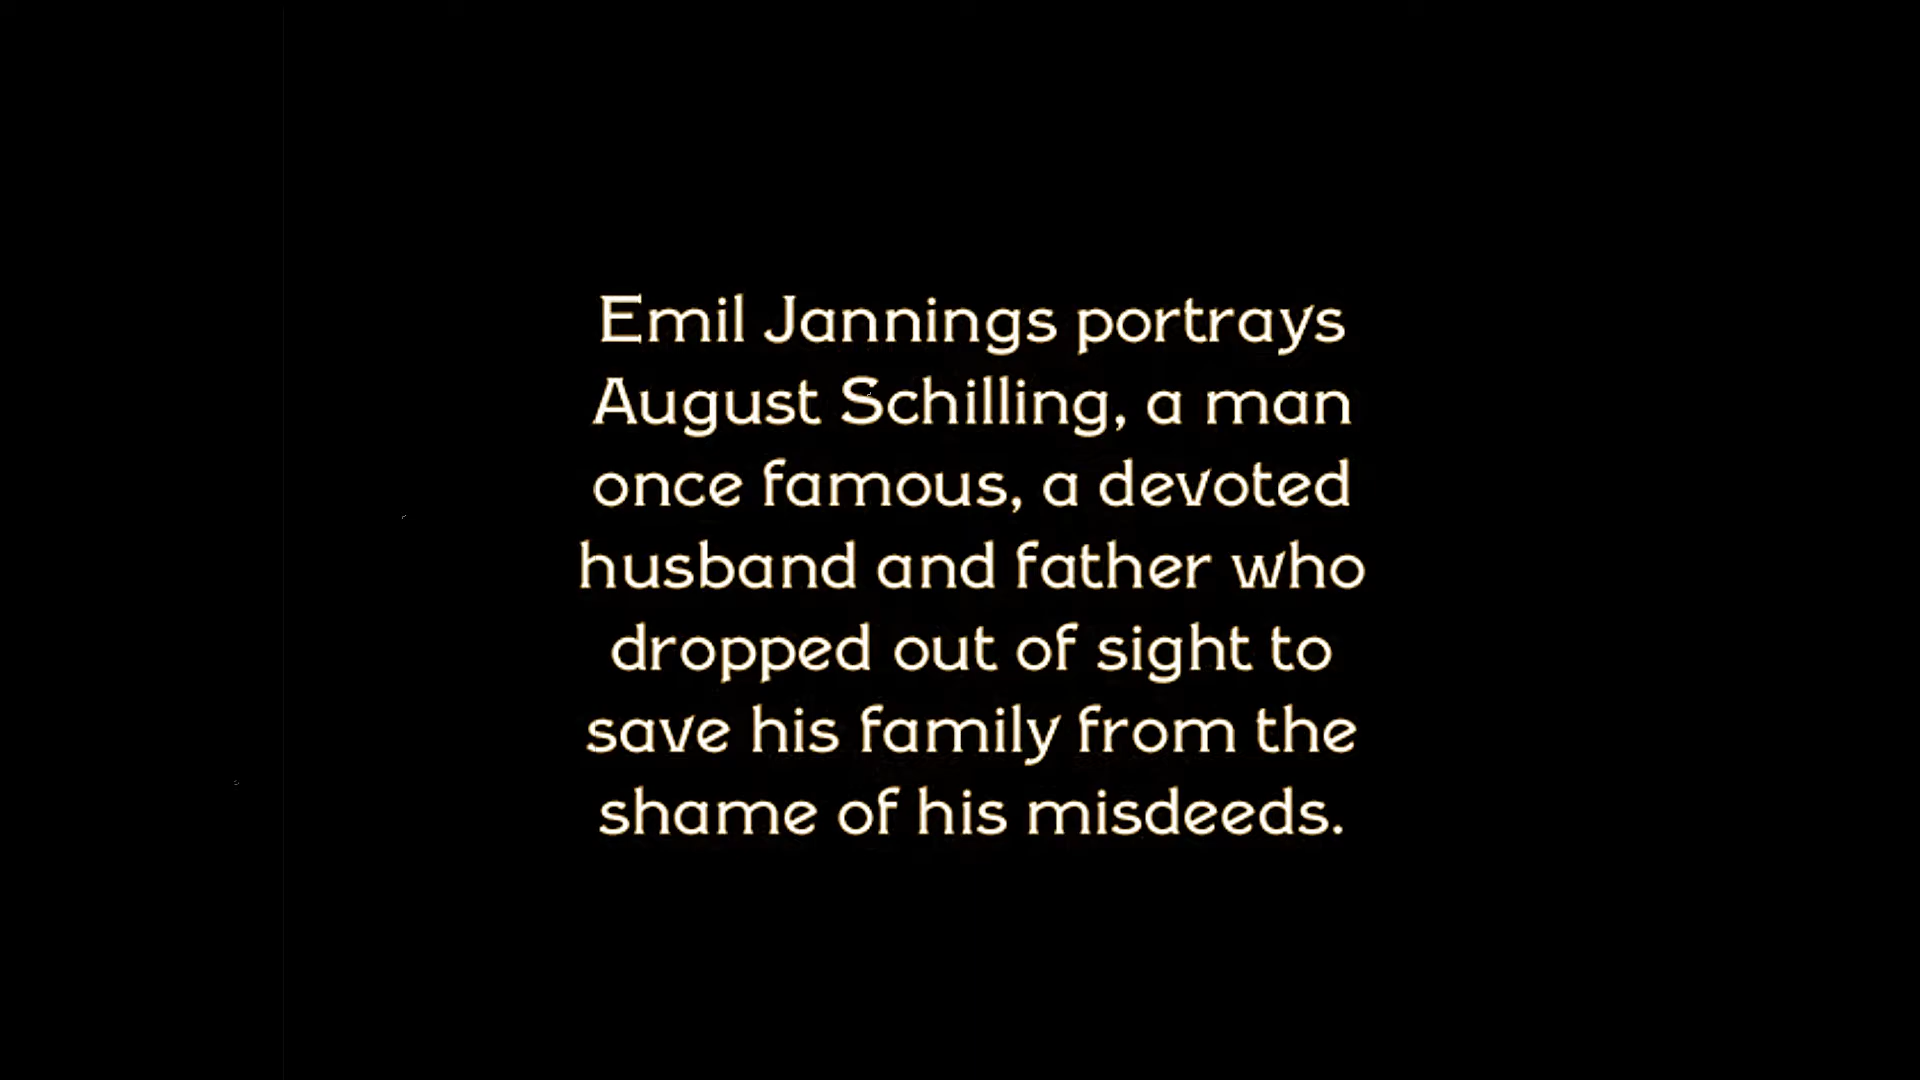 Emil Jannings portrays
August Schilling, a man
once famous, a devoted
husband and father who
dropped out of sight to
save his family from the
shame of his misdeeds.